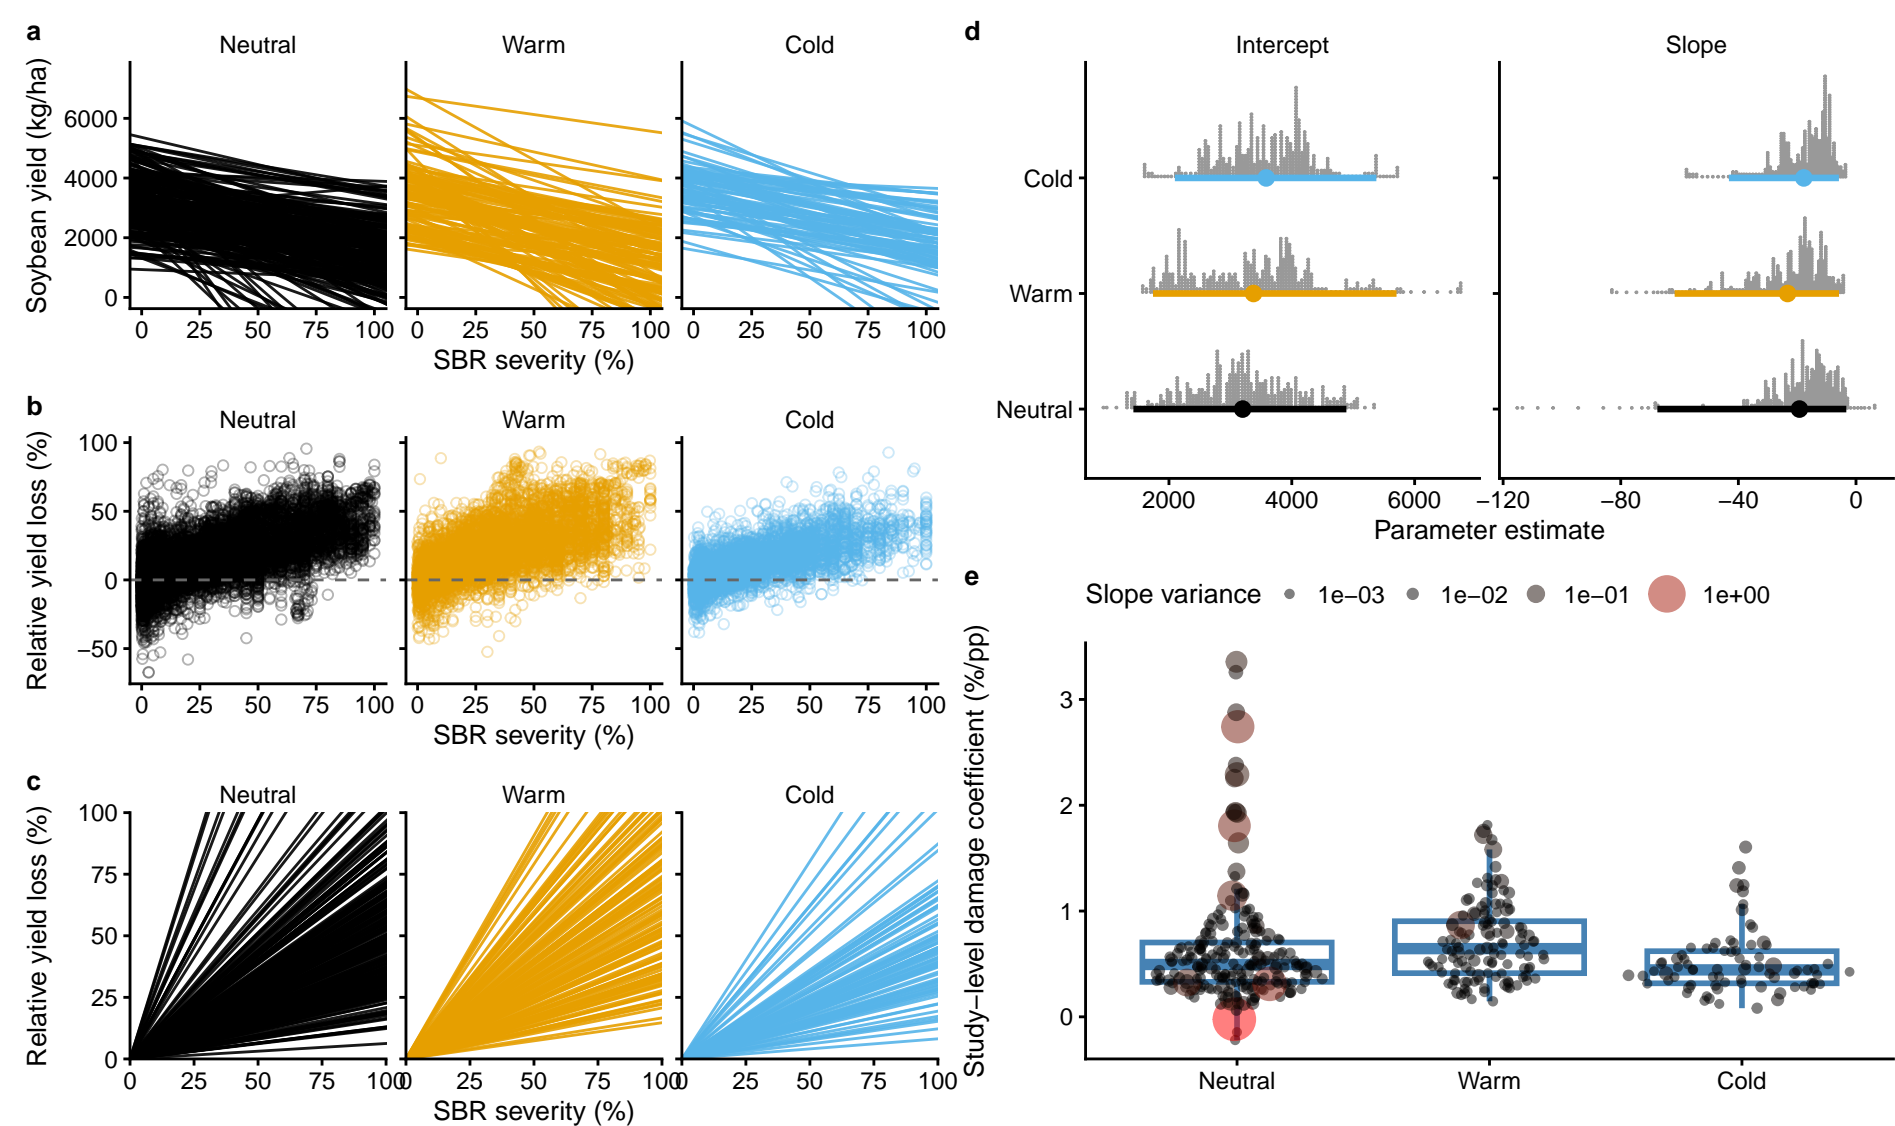 a
Neutral Warm Cold
Soybean yield (kg/ha)
6000
4000
2000
0
0 25 50 75 100 0 25 50 75 100 0 25 50 75 100
SBR severity (%)
b
Neutral Warm Cold
Relative yield loss (%)
100
50
0
−50
0 25 50 75 100 0 25 50 75 100 0 25 50 75 100
SBR severity (%)
c
Neutral Warm Cold
Relative yield loss (%)
100
75
50
25
0
0 25 50 75 100 0 25 50 75 100 0 25 50 75 100
SBR severity (%)
d
Intercept Slope
Cold
Warm
Neutral
2000 4000 6000 −120 −80 −40 0
Parameter estimate
e
Slope variance 1e−03 1e−02 1e−01 1e+00
Study−level damage coefficient (%/pp)
3
2
1
0
Neutral Warm Cold